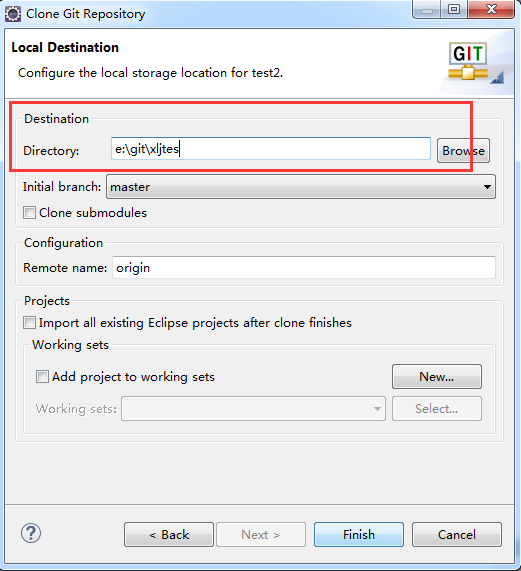 Clone Git Repository
Local Destination
Configure the local storage location for test2.
GIT
Destination
Directory: e:\git\xljtes Browse
Initial branch: master
Clone submodules
Configuration
Remote name: origin
Projects
Import all existing Eclipse projects after clone finishes
Working sets
Add project to working sets New...
Working sets: Select...
? < Back Next > Finish Cancel